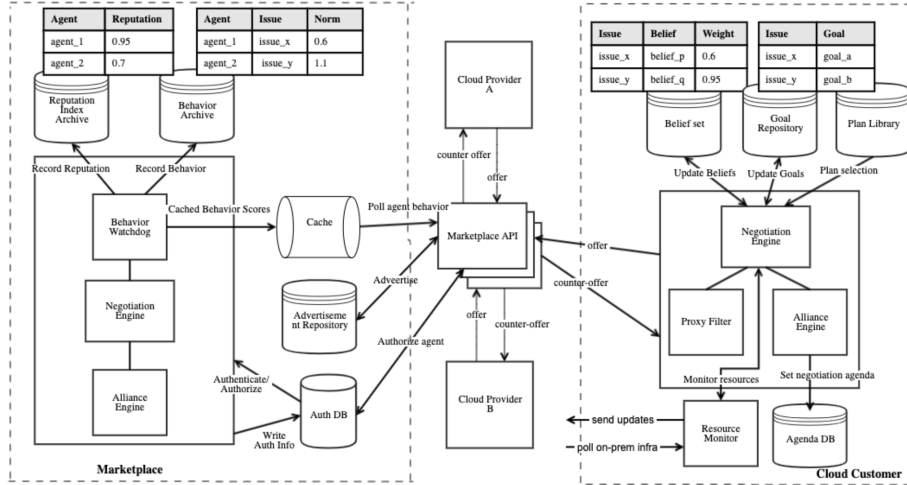 Agent Reputation
agent_1 0.95
agent_2 0.7
Agent Issue Norm
agent_1 issue_x 0.6
agent_2 issue_y 1.1
Issue Belief Weight
issue_x belief_p 0.6
issue_y belief_q 0.95
Issue Goal
issue_x goal_a
issue_y goal_b
Reputation
Index
Archive
Behavior
Archive
Record Reputation
Record Behavior
Behavior
Watchdog
Negotiation
Engine
Alliance
Engine
Cached Behavior Scores
Cache
Poll agent behavior
Advertiseme
nt Repository
Advertise
Authorize agent
Authenticate/
Authorize
Auth DB
Write
Auth Info
Marketplace
Cloud Provider
A
counter offer
offer
Marketplace API
offer
counter-offer
Cloud Provider
B
offer
counter-offer
Belief set
Goal
Repository
Plan Library
Update Beliefs
Update Goals
Plan selection
Negotiation
Engine
Proxy Filter
Alliance
Engine
Monitor resources
Set negotiation agenda
send updates
poll on-prem infra
Resource
Monitor
Agenda DB
Cloud Customer